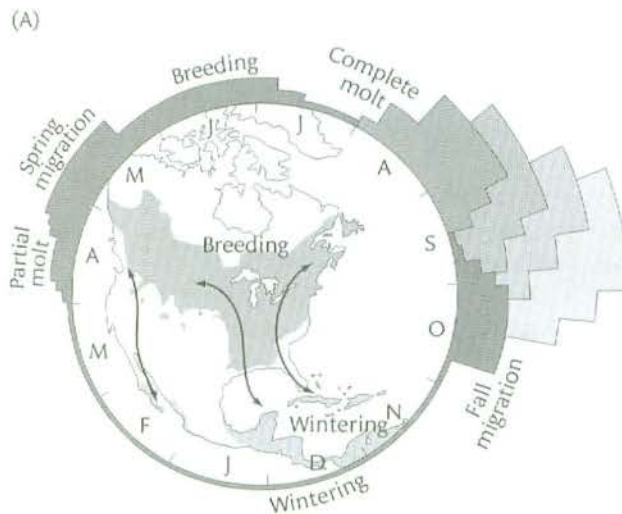 (A)
Breeding
Complete
molt
Spring
migration
Partial
molt
Fall
migration
Wintering
J
J
A
S
O
N
D
J
F
M
A
M
Breeding
Wintering